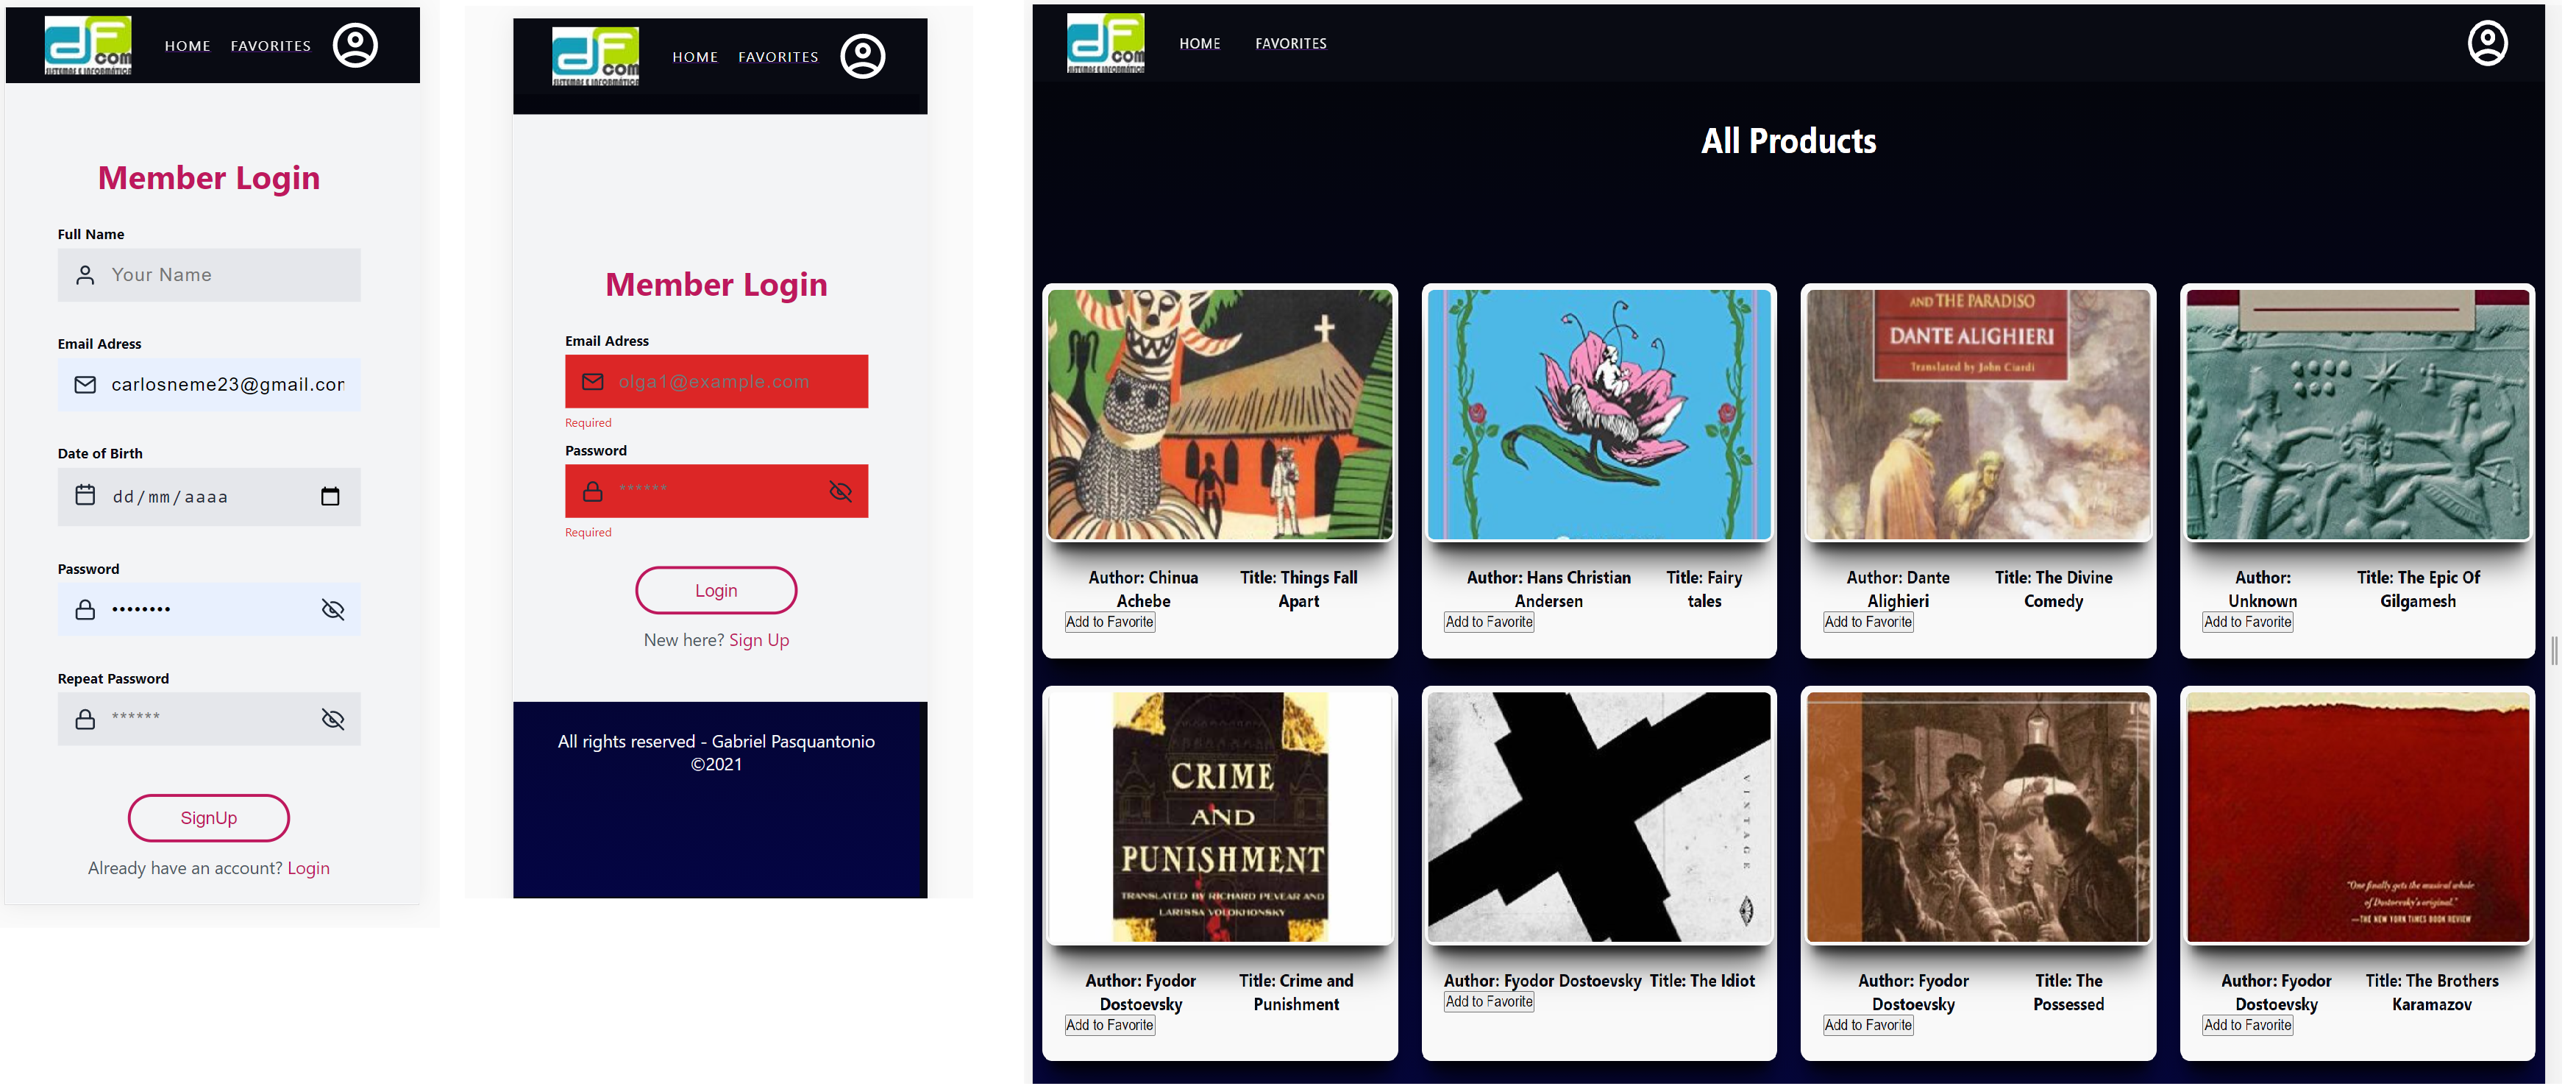 dF
com
SISTEMAS E INFORMÁTICA
HOME FAVORITES
Member Login
Full Name
Your Name
Email Adress
carlosneme23@gmail.com
Date of Birth
dd/mm/aaaa
Password
••••••••
Repeat Password
******
SignUp
Already have an account? Login
dF
com
SISTEMAS E INFORMÁTICA
HOME FAVORITES
Member Login
Email Adress
olga1@example.com
Required
Password
******
Required
Login
New here? Sign Up
All rights reserved - Gabriel Pasquantonio
©2021
dF
com
SISTEMAS E INFORMÁTICA
HOME FAVORITES
All Products
AND THE PARADISO
DANTE ALIGHIERI
Translated by John Ciardi
Author: Chinua Achebe
Title: Things Fall Apart
Add to Favorite
Author: Hans Christian Andersen
Title: Fairy tales
Add to Favorite
Author: Dante Alighieri
Title: The Divine Comedy
Add to Favorite
Author: Unknown
Title: The Epic Of Gilgamesh
Add to Favorite
CRIME
AND
PUNISHMENT
TRANSLATED BY RICHARD PEVEAR AND
LARISSA VOLOKHONSKY
VINTAGE
"One finally gets the musical whole
of Dostoevsky's original."
—THE NEW YORK TIMES BOOK REVIEW
Author: Fyodor Dostoevsky
Title: Crime and Punishment
Add to Favorite
Author: Fyodor Dostoevsky
Title: The Idiot
Add to Favorite
Author: Fyodor Dostoevsky
Title: The Possessed
Add to Favorite
Author: Fyodor Dostoevsky
Title: The Brothers Karamazov
Add to Favorite